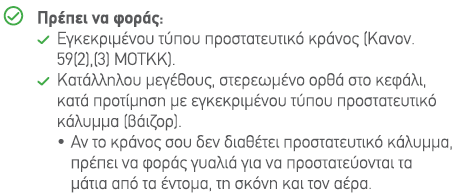 Πρέπει να φοράς:
Εγκεκριμένου τύπου προστατευτικό κράνος (Κανον.
59(2),(3) ΜΟΤΚΚ).
Κατάλληλου μεγέθους, στερεωμένο ορθά στο κεφάλι,
κατά προτίμηση με εγκεκριμένου τύπου προστατευτικό
κάλυμμα (βάιζορ).
• Αν το κράνος σου δεν διαθέτει προστατευτικό κάλυμμα,
πρέπει να φοράς γυαλιά για να προστατεύονται τα
μάτια από τα έντομα, τη σκόνη και τον αέρα.